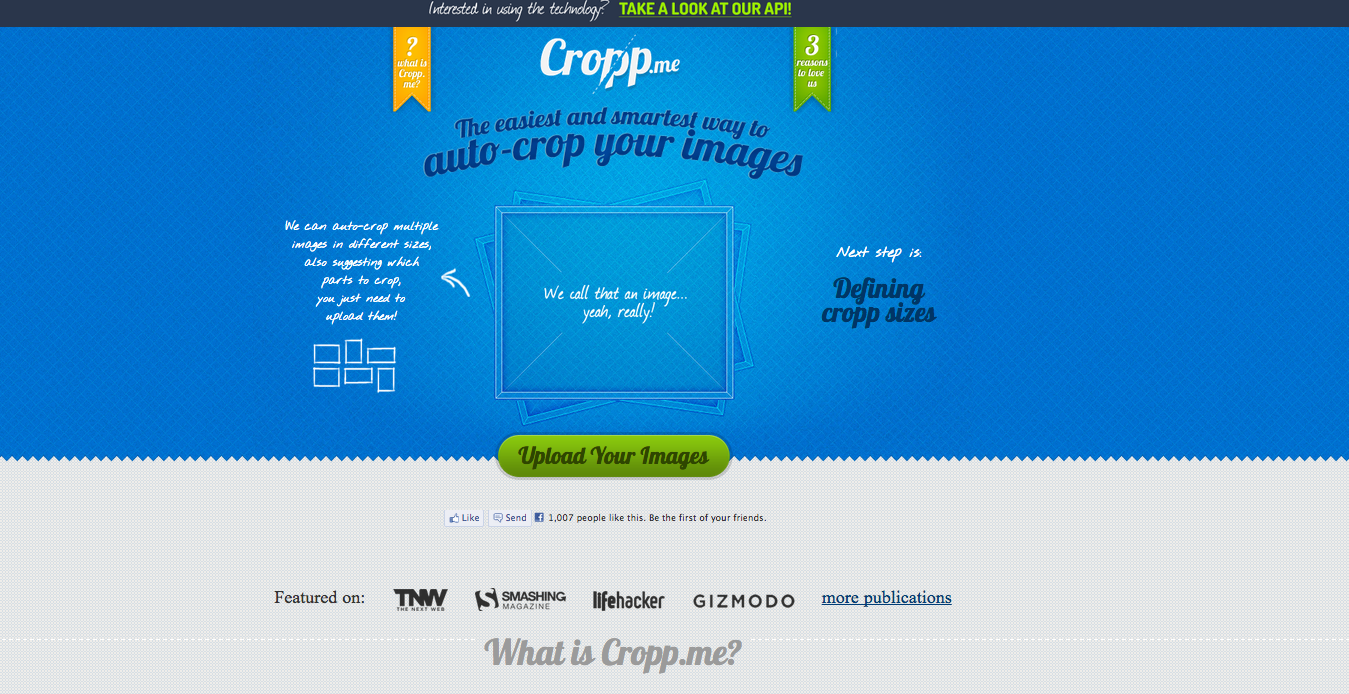 Interested in using the technology? TAKE A LOOK AT OUR API!
?
what is
Cropp.
me?
Cropp.me
3
reasons
to love
us
The easiest and smartest way to
auto-crop your images
We can auto-crop multiple
images in different sizes,
also suggesting which
parts to crop,
you just need to
upload them!
We call that an image...
yeah, really!
Next step is:
Defining
cropp sizes
Upload Your Images
Like Send 1,007 people like this. Be the first of your friends.
Featured on: TNW THE NEXT WEB SMASHING MAGAZINE lifehacker GIZMODO more publications
What is Cropp.me?